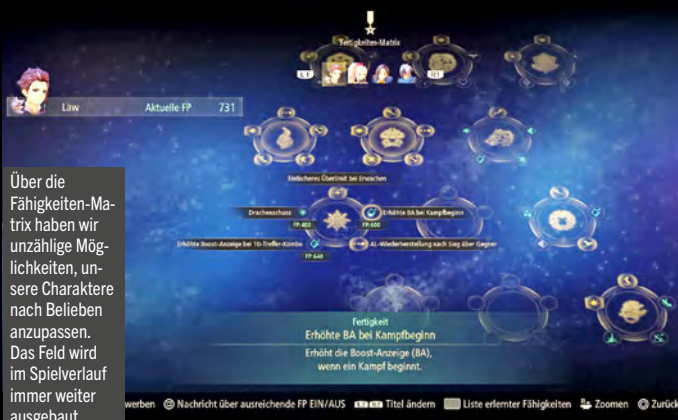 Fertigkeiten-Matrix
L1
R1
Law Aktuelle FP 731
Einfacheres Überlimit bei Erwachen
Drachenschuss
Erhöhte BA bei Kampfbeginn
FP:400
FP:600
Erhöhte Boost-Anzeige bei 10-Treffer-Kombo
AL-Wiederherstellung nach Sieg über Gegner
FP:640
Fertigkeit
Erhöhte BA bei Kampfbeginn
Erhöht die Boost-Anzeige (BA),
wenn ein Kampf beginnt.
Über die
Fähigkeiten-Ma-
trix haben wir
unzählige Mög-
lichkeiten, un-
sere Charaktere
nach Belieben
anzupassen.
Das Feld wird
im Spielverlauf
immer weiter
ausgebaut.
werben Nachricht über ausreichende FP EIN/AUS Titel ändern Liste erlernter Fähigkeiten Zoomen Zurück